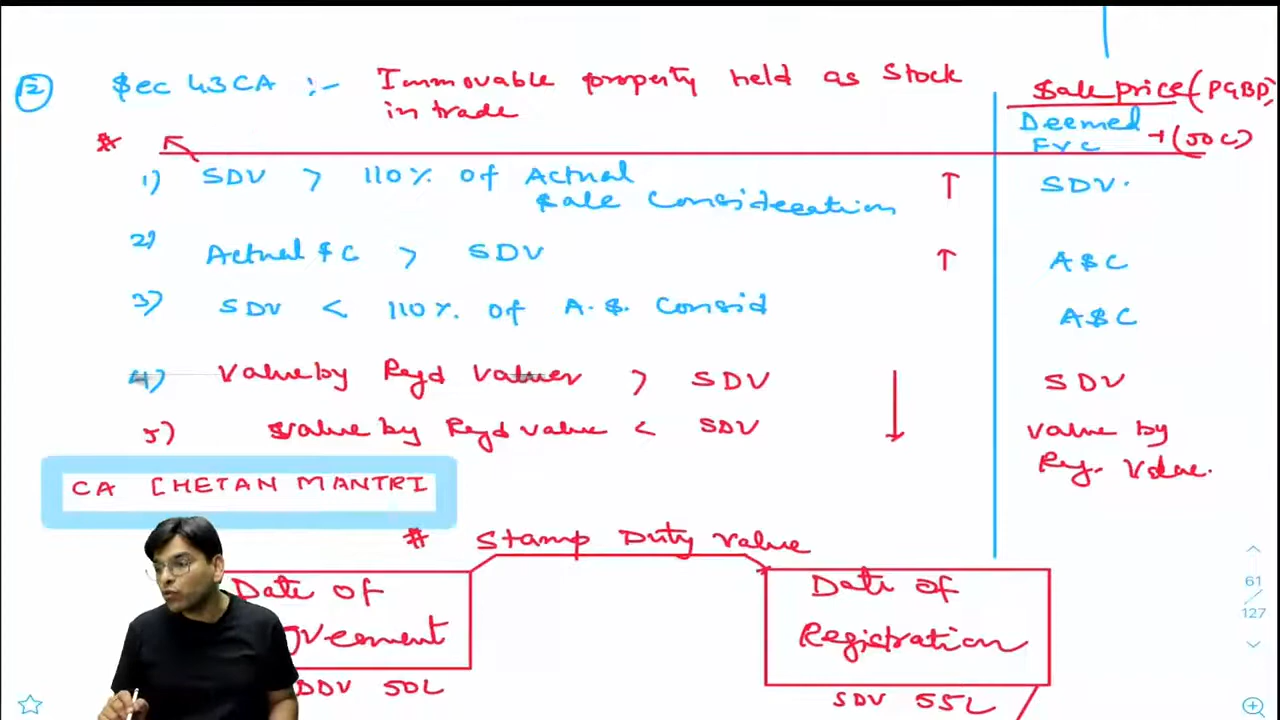 2 Sec 43CA :- Immovable property held as Stock
in trade
Sale price (PGBP)
Deemed
FVC + (50C)
1) SDV > 110% of Actual
Sale Consideration ↑ SDV.
2) Actual SC > SDV ↑ ASC
3) SDV < 110% of A.S. Consid ASC
4) Value by Regd Valuer > SDV SDV
5) Value by Regd value < SDV ↓ value by
Reg. Value.
CA CHETAN MANTRI
# Stamp Duty value
Date of Date of
Registration
50L SDV 55L
61
127